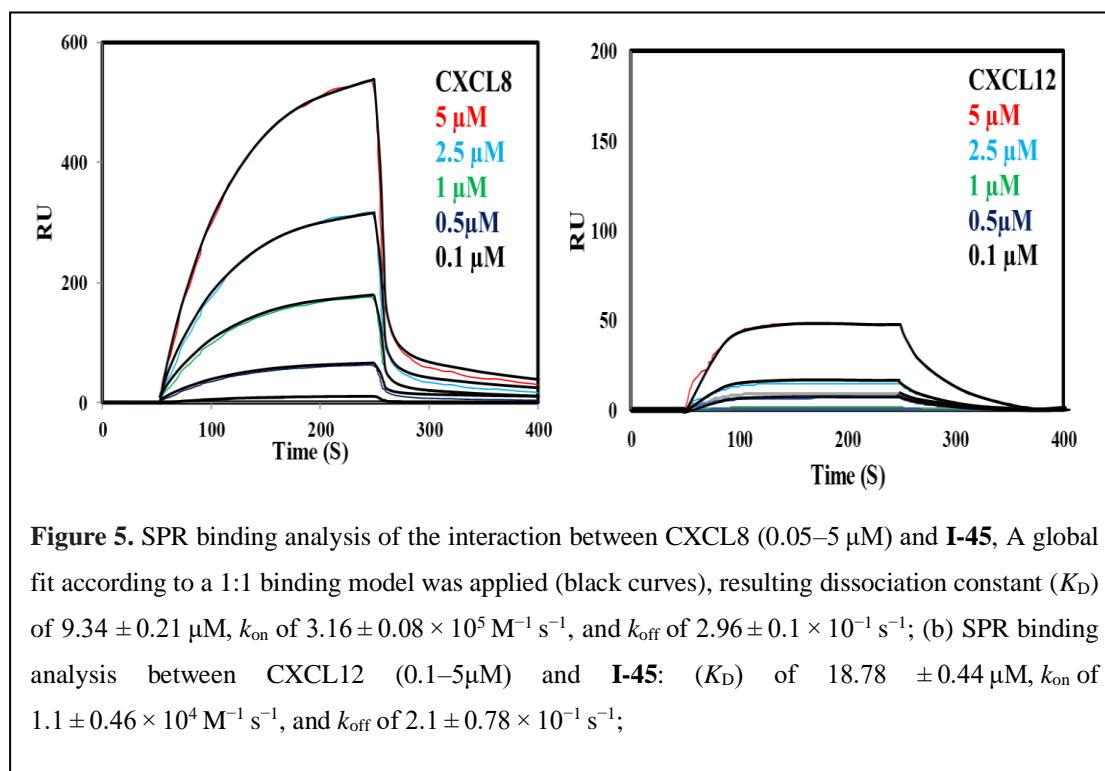 600
400
200
0
RU
0
100
200
300
400
Time (S)
CXCL8
5 µM
2.5 µM
1 µM
0.5µM
0.1 µM
200
150
100
50
0
RU
0
100
200
300
400
Time (S)
CXCL12
5 µM
2.5 µM
1 µM
0.5µM
0.1 µM
Figure 5. SPR binding analysis of the interaction between CXCL8 (0.05–5 µM) and I-45, A global
fit according to a 1:1 binding model was applied (black curves), resulting dissociation constant (KD)
of 9.34 ± 0.21 µM, kon of 3.16 ± 0.08 × 10⁵ M⁻¹ s⁻¹, and koff of 2.96 ± 0.1 × 10⁻¹ s⁻¹; (b) SPR binding
analysis between CXCL12 (0.1–5µM) and I-45: (KD) of 18.78 ± 0.44 µM, kon of
1.1 ± 0.46 × 10⁴ M⁻¹ s⁻¹, and koff of 2.1 ± 0.78 × 10⁻¹ s⁻¹;